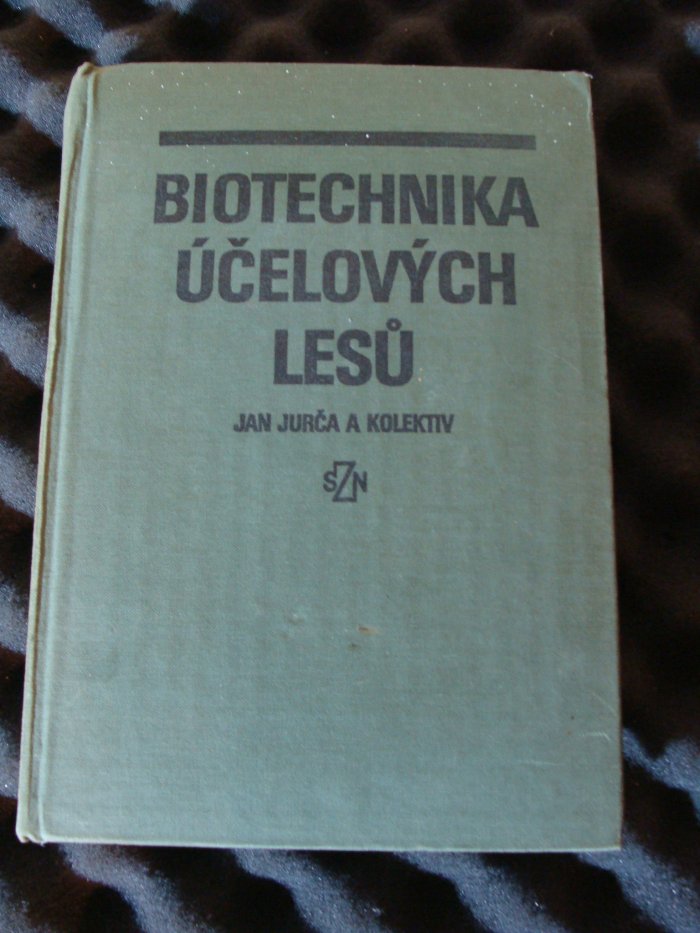 BIOTECHNIKA
ÚČELOVÝCH
LESŮ
JAN JURČA A KOLEKTIV
SZN